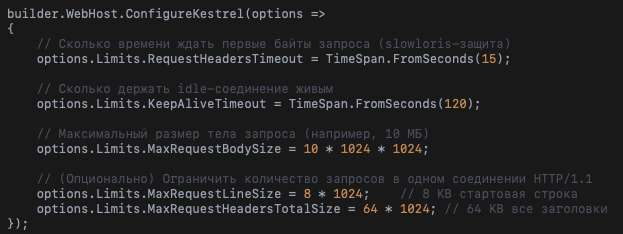 builder.WebHost.ConfigureKestrel(options =>
{
    // Сколько времени ждать первые байты запроса (slowloris-защита)
    options.Limits.RequestHeadersTimeout = TimeSpan.FromSeconds(15);

    // Сколько держать idle-соединение живым
    options.Limits.KeepAliveTimeout = TimeSpan.FromSeconds(120);

    // Максимальный размер тела запроса (например, 10 МБ)
    options.Limits.MaxRequestBodySize = 10 * 1024 * 1024;

    // (Опционально) Ограничить количество запросов в одном соединении HTTP/1.1
    options.Limits.MaxRequestLineSize = 8 * 1024;    // 8 KB стартовая строка
    options.Limits.MaxRequestHeadersTotalSize = 64 * 1024; // 64 KB все заголовки
});